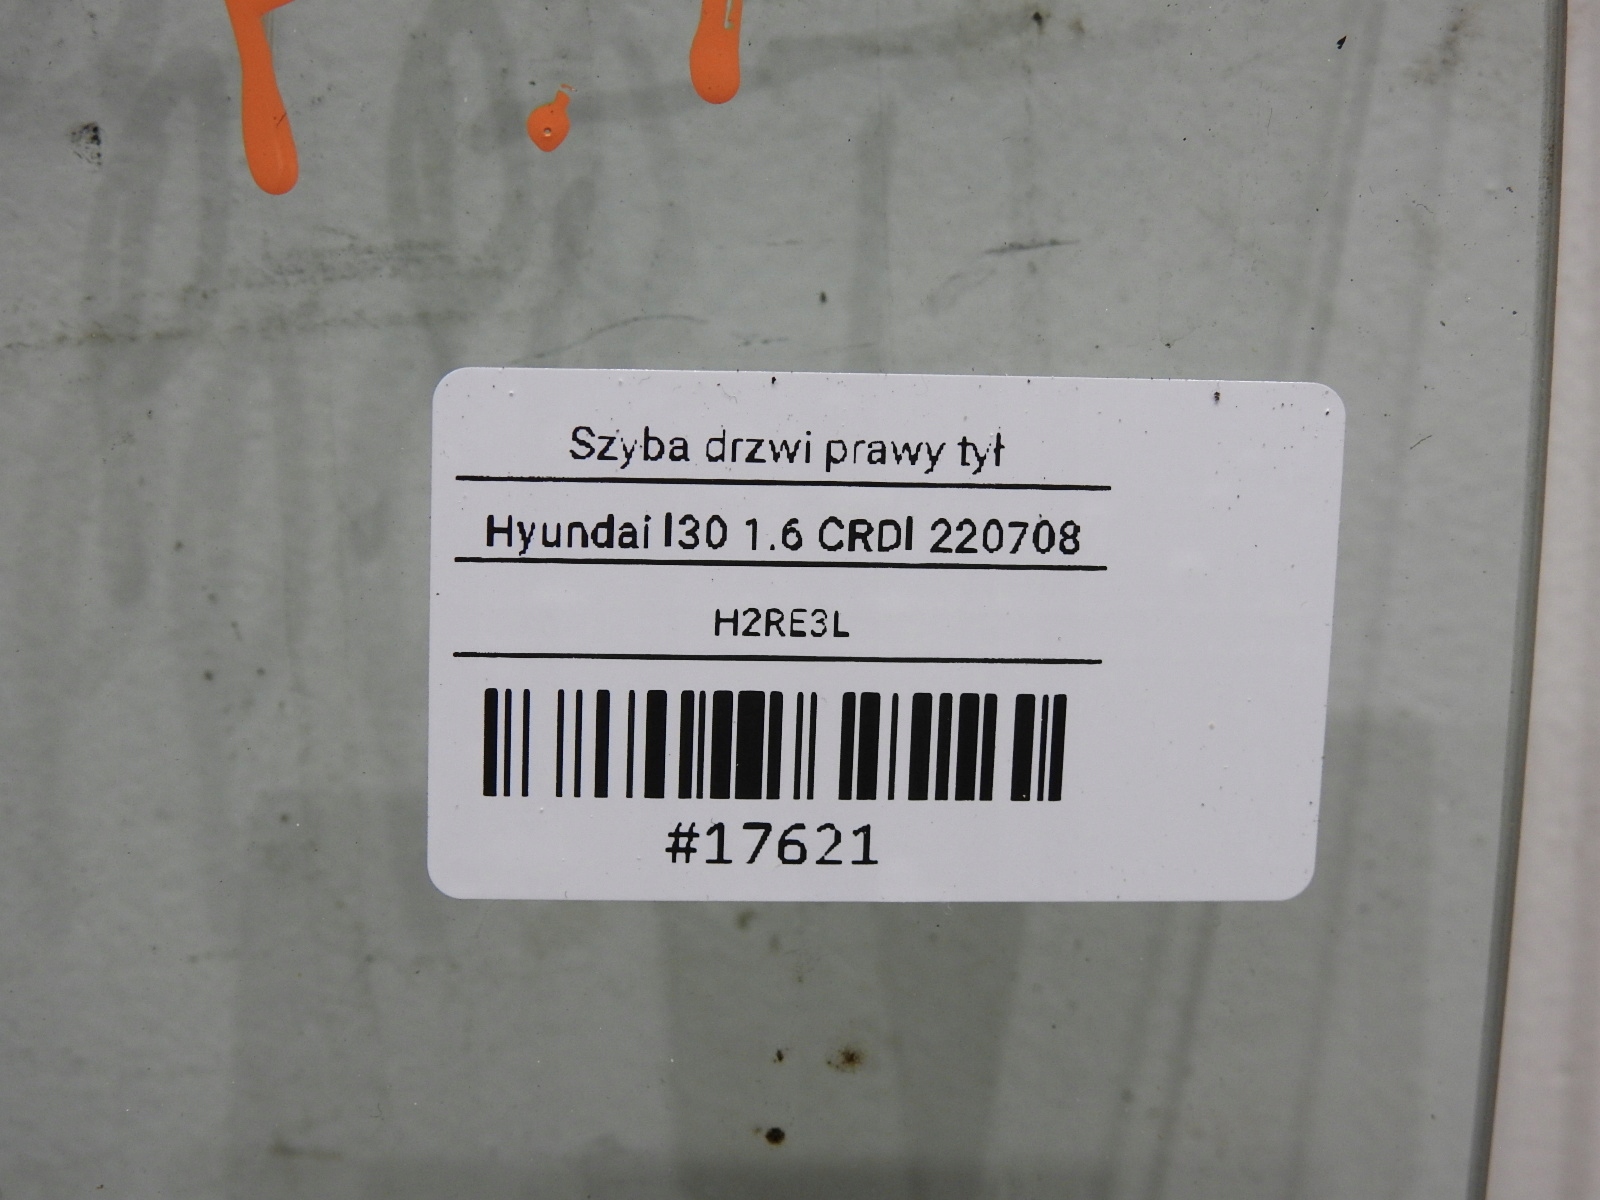 Szyba drzwi prawy tył
Hyundai I30 1.6 CRDI 220708
H2RE3L
#17621